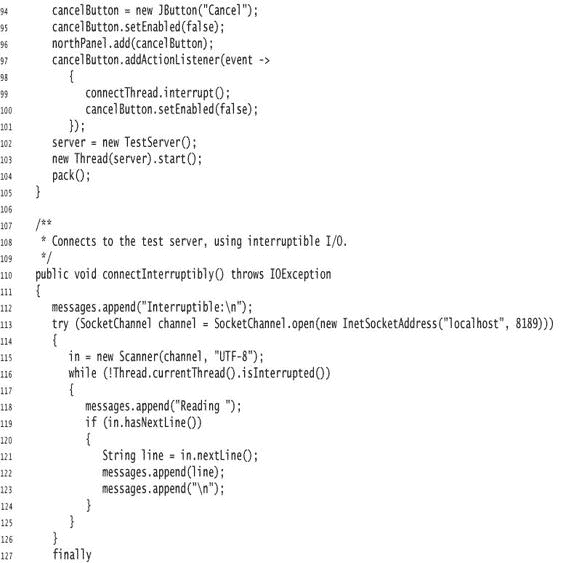 94 cancelButton = new JButton("Cancel");
95 cancelButton.setEnabled(false);
96 northPanel.add(cancelButton);
97 cancelButton.addActionListener(event ->
98 {
99 connectThread.interrupt();
100 cancelButton.setEnabled(false);
101 });
102 server = new TestServer();
103 new Thread(server).start();
104 pack();
105 }
106
107 /**
108 * Connects to the test server, using interruptible I/O.
109 */
110 public void connectInterruptibly() throws IOException
111 {
112 messages.append("Interruptible:\n");
113 try (SocketChannel channel = SocketChannel.open(new InetSocketAddress("localhost", 8189)))
114 {
115 in = new Scanner(channel, "UTF-8");
116 while (!Thread.currentThread().isInterrupted())
117 {
118 messages.append("Reading ");
119 if (in.hasNextLine())
120 {
121 String line = in.nextLine();
122 messages.append(line);
123 messages.append("\n");
124 }
125 }
126 }
127 finally